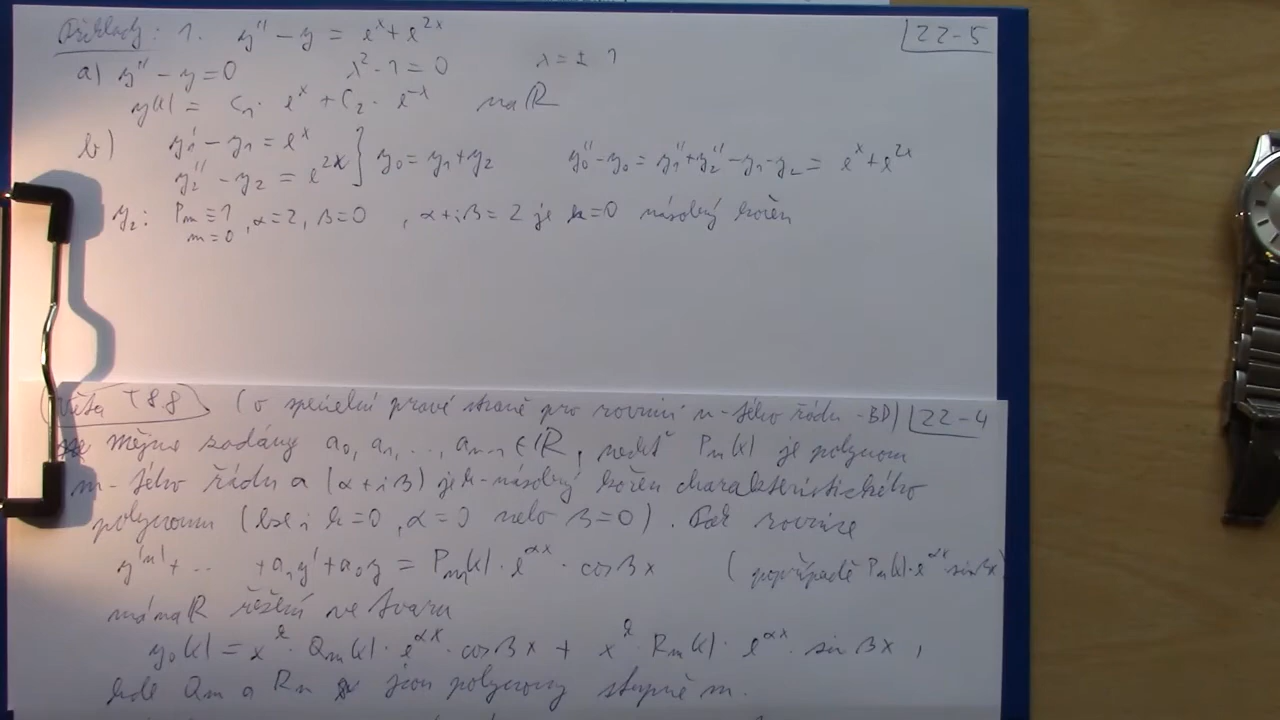 Příklady: 1. y'' - y = e^x + e^{2x} 22-5
a) y'' - y = 0 λ² - 1 = 0 λ = ± 1
y(x) = C₁ · e^x + C₂ · e^{-x} na ℝ
b) y₁'' - y₁ = e^x
y₂'' - y₂ = e^{2x} } y₀ = y₁ + y₂ y₀'' - y₀ = y₁'' + y₂'' - y₁ - y₂ = e^x + e^{2x}
y₂: P_m ≡ 1, α = 2, β = 0, α + iβ = 2 je k = 0 násobný kořen
m = 0
Věta T88 (o speciální pravé straně pro rovnici n-tého řádu - BD) 22-4
Mějme zadány a₀, a₁, ..., a_{n-1} ∈ ℝ, nechť P_m(x) je polynom
m-tého řádu a (α + iβ) je k-násobný kořen charakteristického
polynomu (lze i k = 0, α = 0 nebo β = 0). Pak rovnice
y^{(n)} + ... + a₁y' + a₀y = P_m(x) · e^{αx} · cos βx (popřípadě P_m(x) · e^{αx} · sin βx)
má na ℝ řešení ve tvaru
y₀(x) = x^k · Q_m(x) · e^{αx} · cos βx + x^k · R_m(x) · e^{αx} · sin βx,
kde Q_m a R_m jsou polynomy stupně m.